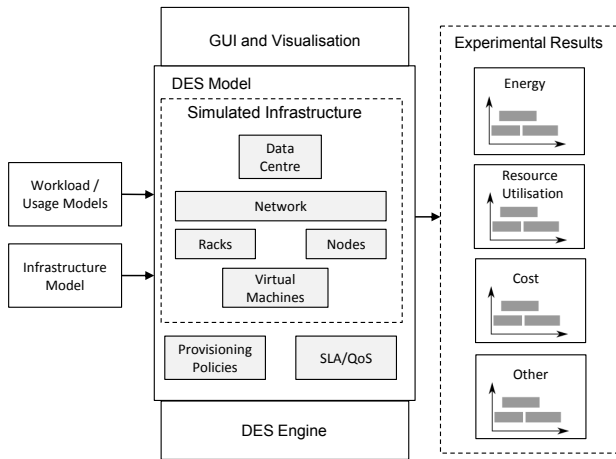 GUI and Visualisation
DES Model
Simulated Infrastructure
Data
Centre
Network
Racks
Nodes
Virtual
Machines
Provisioning
Policies
SLA/QoS
DES Engine
Workload /
Usage Models
Infrastructure
Model
Experimental Results
Energy
Resource
Utilisation
Cost
Other